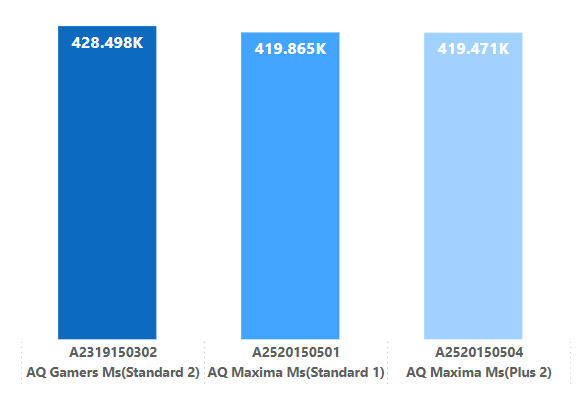 428.498K
419.865K
419.471K
A2319150302
A2520150501
A2520150504
AQ Gamers Ms(Standard 2)
AQ Maxima Ms(Standard 1)
AQ Maxima Ms(Plus 2)